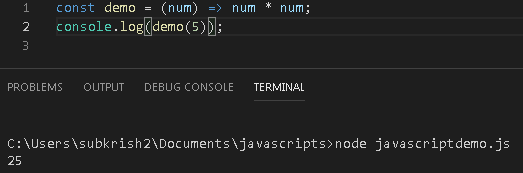 1 const demo = (num) => num * num;
2 console.log(demo(5));
3
PROBLEMS OUTPUT DEBUG CONSOLE TERMINAL
C:\Users\subkrish2\Documents\javascripts>node javascriptdemo.js
25